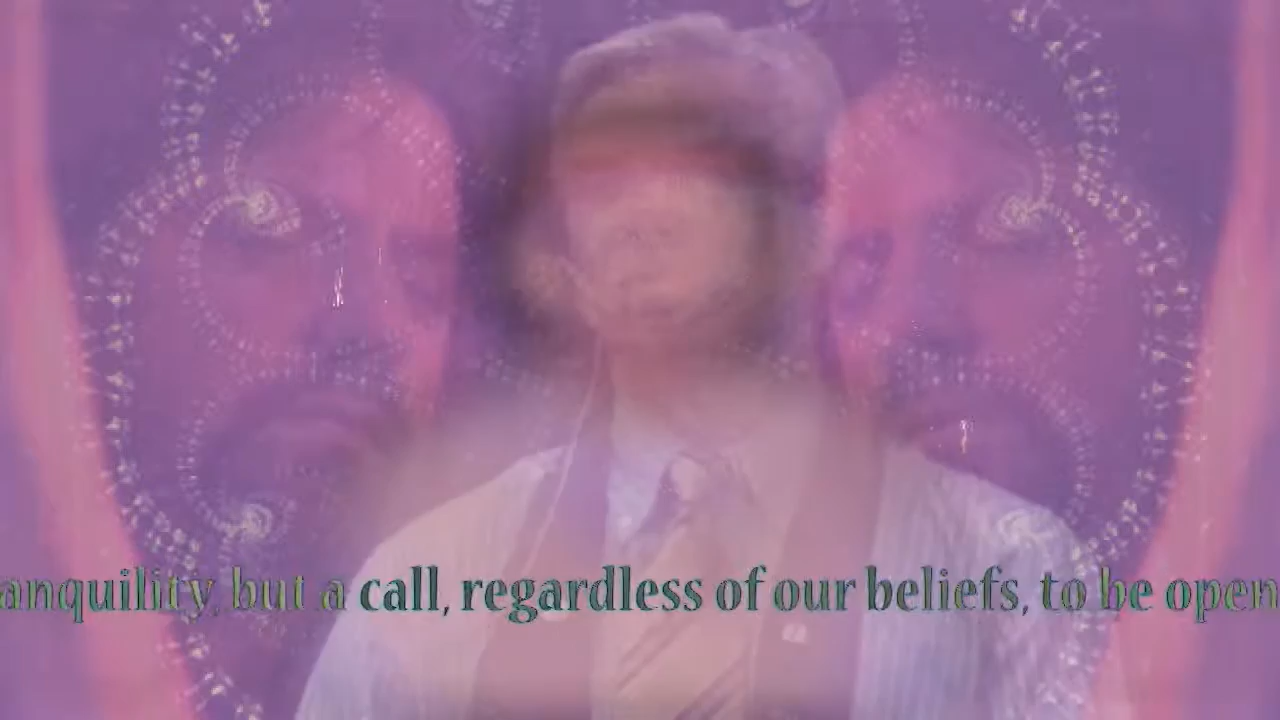 anquility, but a call, regardless of our beliefs, to be open